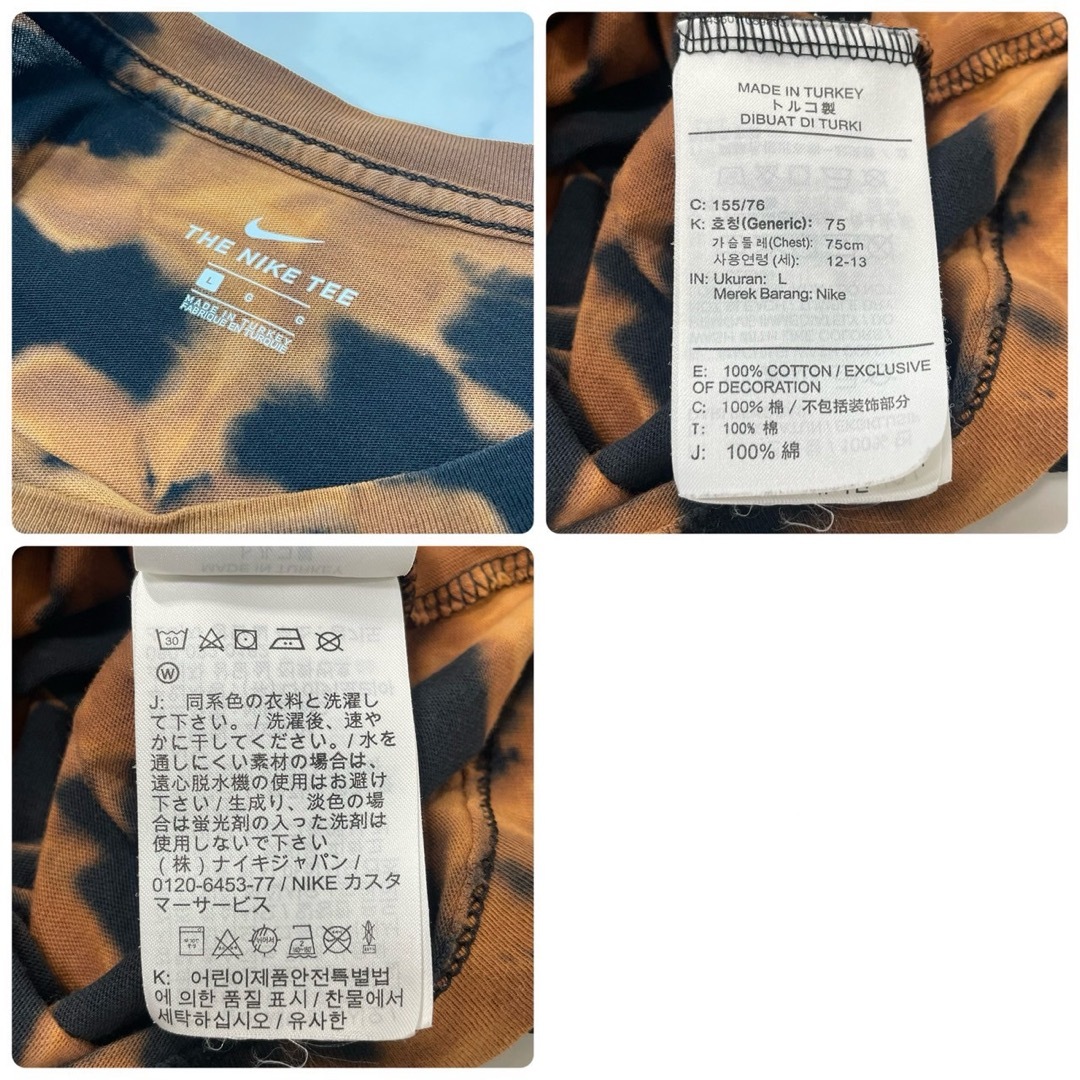 THE NIKE TEE
L
G
G
MADE IN TURKEY
FABRIQUÉ EN TURQUIE
MADE IN TURKEY
トルコ製
DIBUAT DI TURKI
C: 155/76
K: 호칭(Generic): 75
가슴둘레(Chest): 75cm
사용연령 (세): 12-13
IN: Ukuran: L
Merek Barang: Nike
E: 100% COTTON / EXCLUSIVE
OF DECORATION
C: 100% 棉 / 不包括装饰部分
T: 100% 棉
J: 100% 綿
30
W
J: 同系色の衣料と洗濯し
て下さい。 / 洗濯後、速や
かに干してください。/ 水を
通しにくい素材の場合は、
遠心脱水機の使用はお避け
下さい / 生成り、淡色の場
合は蛍光剤の入った洗剤は
使用しないで下さい
（株）ナイキジャパン /
0120-6453-77 / NIKE カスタ
マーサービス
K: 어린이제품안전특별법
에 의한 품질 표시 / 찬물에서
세탁하십시오 / 유사한